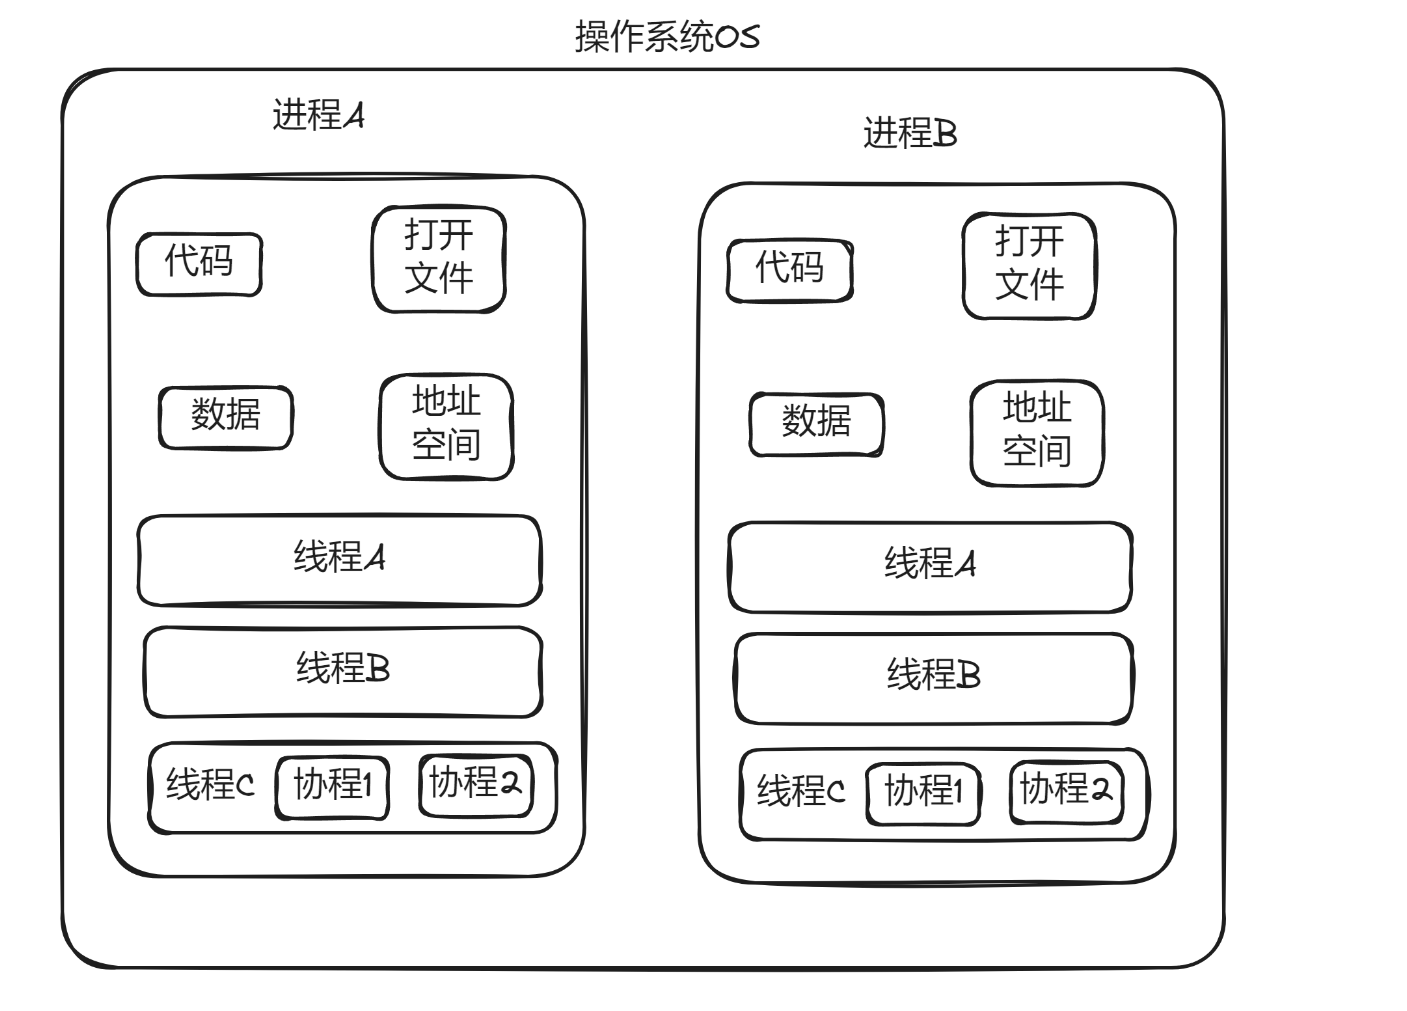 操作系统OS
进程A
代码
打开
文件
数据
地址
空间
线程A
线程B
线程C
协程1
协程2
进程B
代码
打开
文件
数据
地址
空间
线程A
线程B
线程C
协程1
协程2